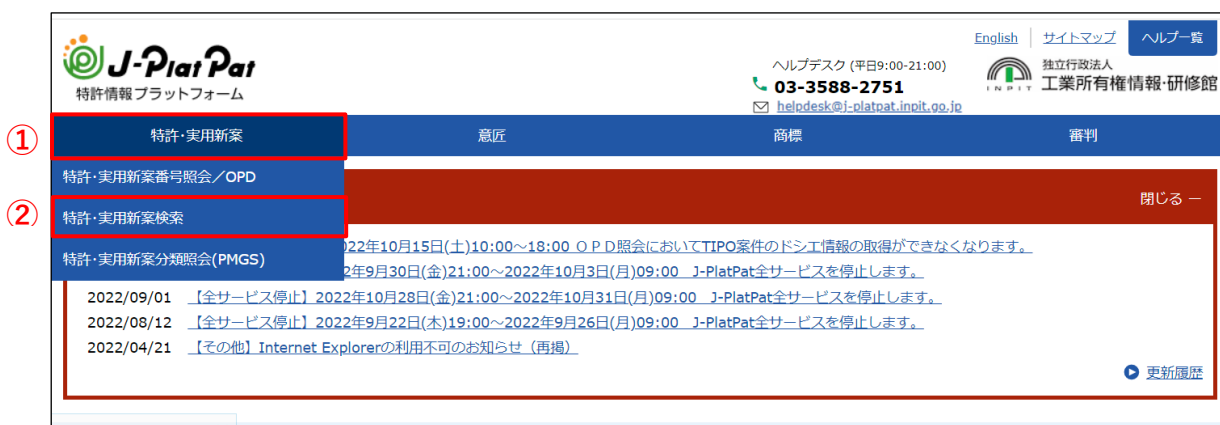 English サイトマップ ヘルプ一覧
J-PlatPat
特許情報プラットフォーム
ヘルプデスク (平日9:00-21:00)
03-3588-2751
helpdesk@j-platpat.inpit.go.jp
INPIT
独立行政法人
工業所有権情報・研修館
① 特許・実用新案 意匠 商標 審判
特許・実用新案番号照会／OPD
② 特許・実用新案検索
特許・実用新案分類照会(PMGS)
閉じる －
022年10月15日(土)10:00～18:00 ＯＰＤ照会においてTIPO案件のドシエ情報の取得ができなくなります。
2年9月30日(金)21:00～2022年10月3日(月)09:00 J-PlatPat全サービスを停止します。
2022/09/01 【全サービス停止】2022年10月28日(金)21:00～2022年10月31日(月)09:00 J-PlatPat全サービスを停止します。
2022/08/12 【全サービス停止】2022年9月22日(木)19:00～2022年9月26日(月)09:00 J-PlatPat全サービスを停止します。
2022/04/21 【その他】Internet Explorerの利用不可のお知らせ（再掲）
更新履歴